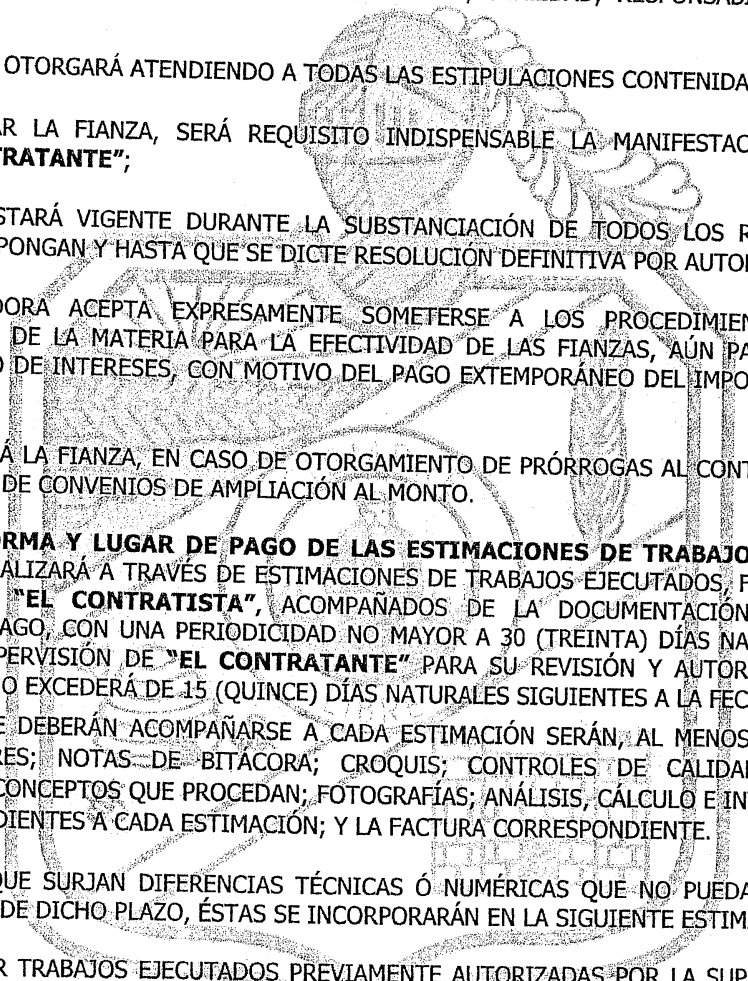 OTORGARÁ ATENDIENDO A TODAS LAS ESTIPULACIONES CONTENIDA
AR LA FIANZA, SERÁ REQUISITO INDISPENSABLE LA MANIFESTAC
TRATANTE";
STARÁ VIGENTE DURANTE LA SUBSTANCIACIÓN DE TODOS LOS R
PONGAN Y HASTA QUE SE DICTE RESOLUCIÓN DEFINITIVA POR AUTO
DORA ACEPTA EXPRESAMENTE SOMETERSE A LOS PROCEDIMIEN
DE LA MATERIA PARA LA EFECTIVIDAD DE LAS FIANZAS, AÚN PA
O DE INTERESES, CON MOTIVO DEL PAGO EXTEMPORÁNEO DEL IMPO
Á LA FIANZA, EN CASO DE OTORGAMIENTO DE PRÓRROGAS AL CONT
DE CONVENIOS DE AMPLIACIÓN AL MONTO.
ORMA Y LUGAR DE PAGO DE LAS ESTIMACIONES DE TRABAJO
ALIZARÁ A TRAVÉS DE ESTIMACIONES DE TRABAJOS EJECUTADOS, F
"EL CONTRATISTA", ACOMPAÑADOS DE LA DOCUMENTACIÓN
AGO, CON UNA PERIODICIDAD NO MAYOR A 30 (TREINTA) DÍAS NA
PERVISIÓN DE "EL CONTRATANTE" PARA SU REVISIÓN Y AUTOR
O EXCEDERÁ DE 15 (QUINCE) DÍAS NATURALES SIGUIENTES A LA FEC
E DEBERÁN ACOMPAÑARSE A CADA ESTIMACIÓN SERÁN, AL MENOS
RES; NOTAS DE BITÁCORA; CROQUIS; CONTROLES DE CALIDA
CONCEPTOS QUE PROCEDAN; FOTOGRAFÍAS; ANÁLISIS, CÁLCULO E IN
DIENTES A CADA ESTIMACIÓN; Y LA FACTURA CORRESPONDIENTE.
QUE SURJAN DIFERENCIAS TÉCNICAS Ó NUMÉRICAS QUE NO PUEDA
DE DICHO PLAZO, ÉSTAS SE INCORPORARÁN EN LA SIGUIENTE ESTIM
R TRABAJOS EJECUTADOS PREVIAMENTE AUTORIZADAS POR LA SUP